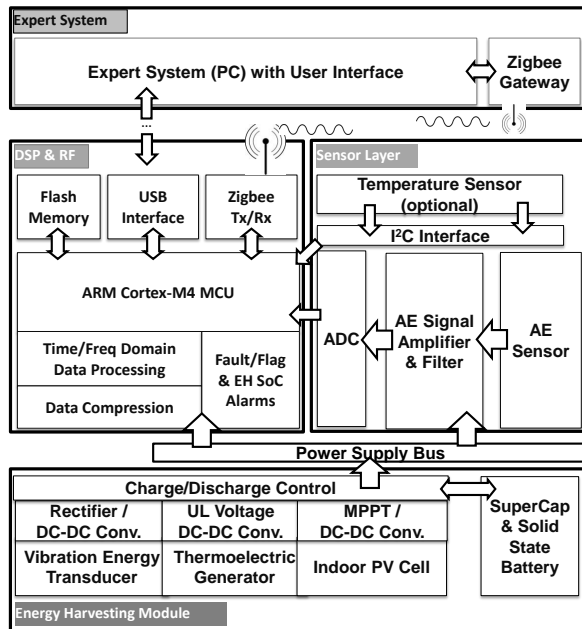 Expert System
Expert System (PC) with User Interface
Zigbee
Gateway
...
DSP & RF
Sensor Layer
Flash
Memory
USB
Interface
Zigbee
Tx/Rx
Temperature Sensor
(optional)
I²C Interface
ARM Cortex-M4 MCU
ADC
AE Signal
Amplifier
& Filter
AE
Sensor
Time/Freq Domain
Data Processing
Fault/Flag
& EH SoC
Alarms
Data Compression
Power Supply Bus
Charge/Discharge Control
Rectifier /
DC-DC Conv.
UL Voltage
DC-DC Conv.
MPPT /
DC-DC Conv.
SuperCap
& Solid
State
Battery
Vibration Energy
Transducer
Thermoelectric
Generator
Indoor PV Cell
Energy Harvesting Module